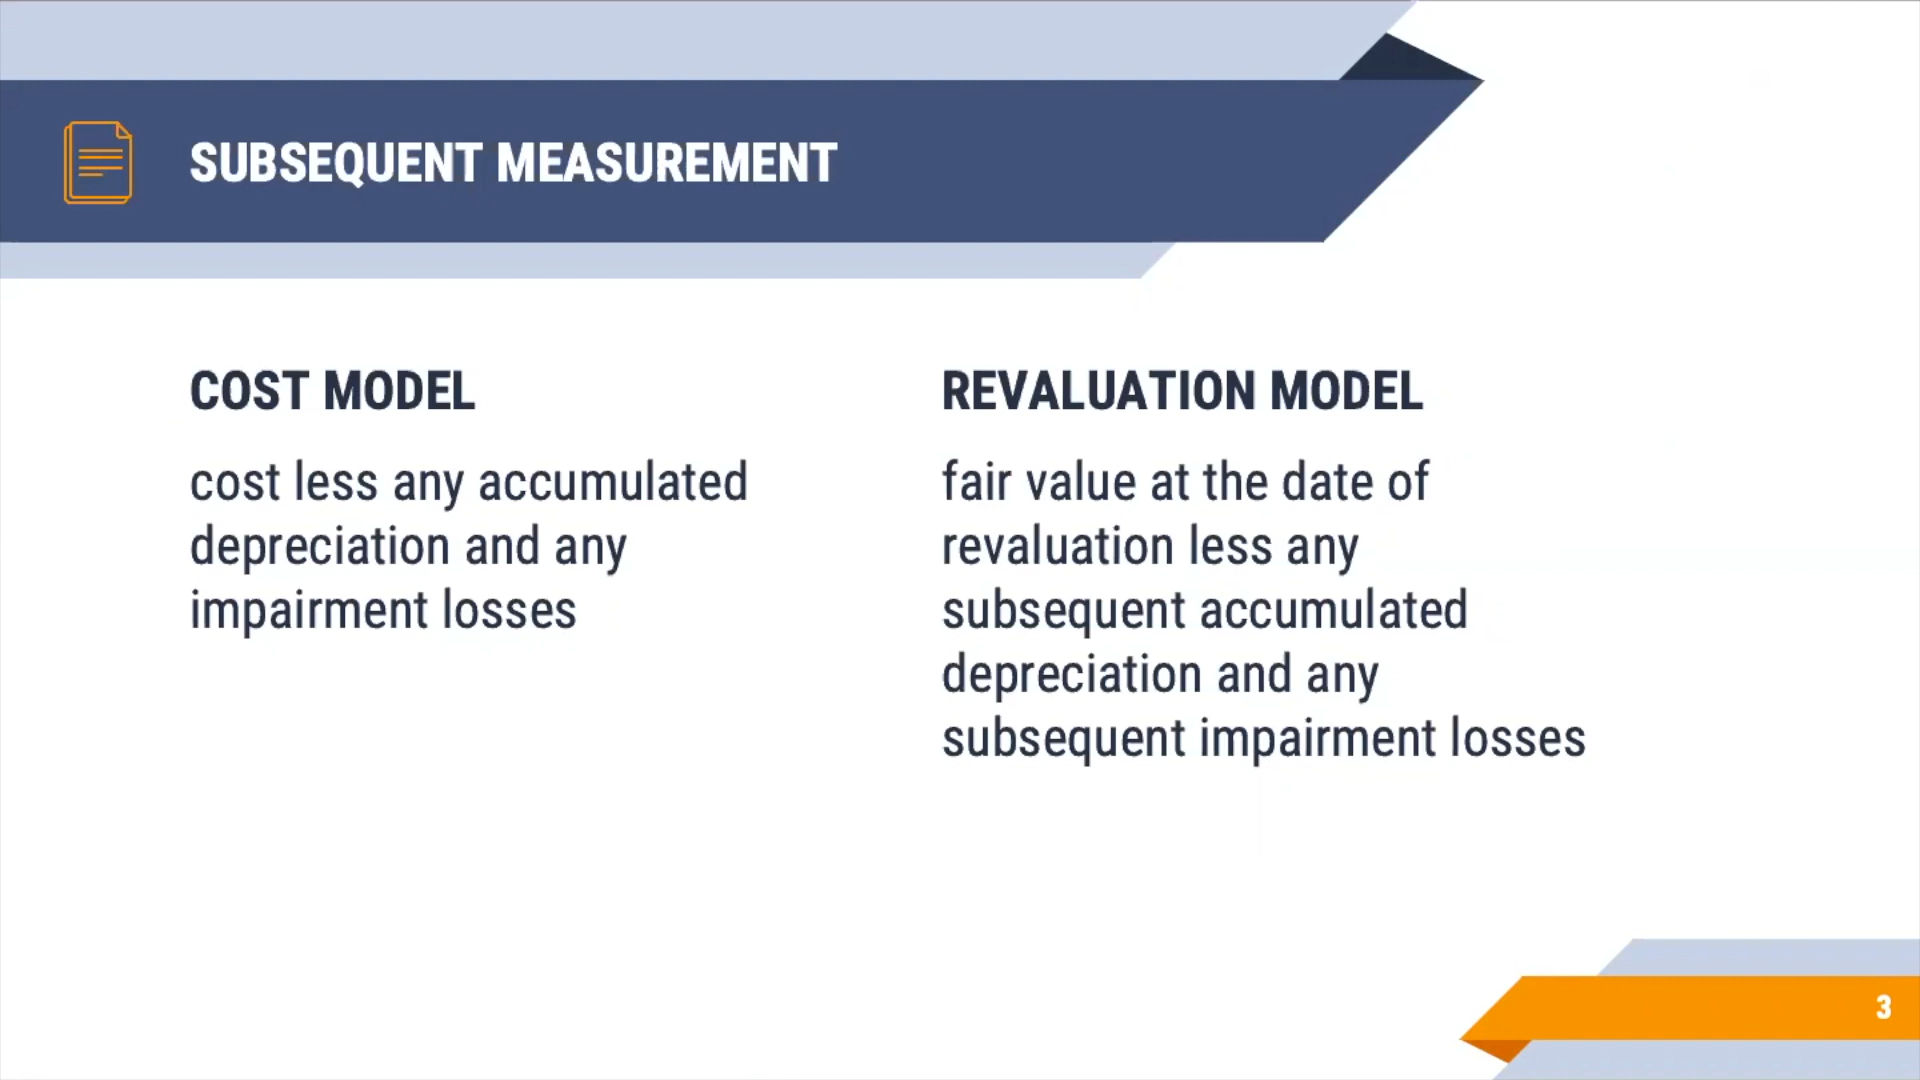 SUBSEQUENT MEASUREMENT
COST MODEL
cost less any accumulated
depreciation and any
impairment losses
REVALUATION MODEL
fair value at the date of
revaluation less any
subsequent accumulated
depreciation and any
subsequent impairment losses
3